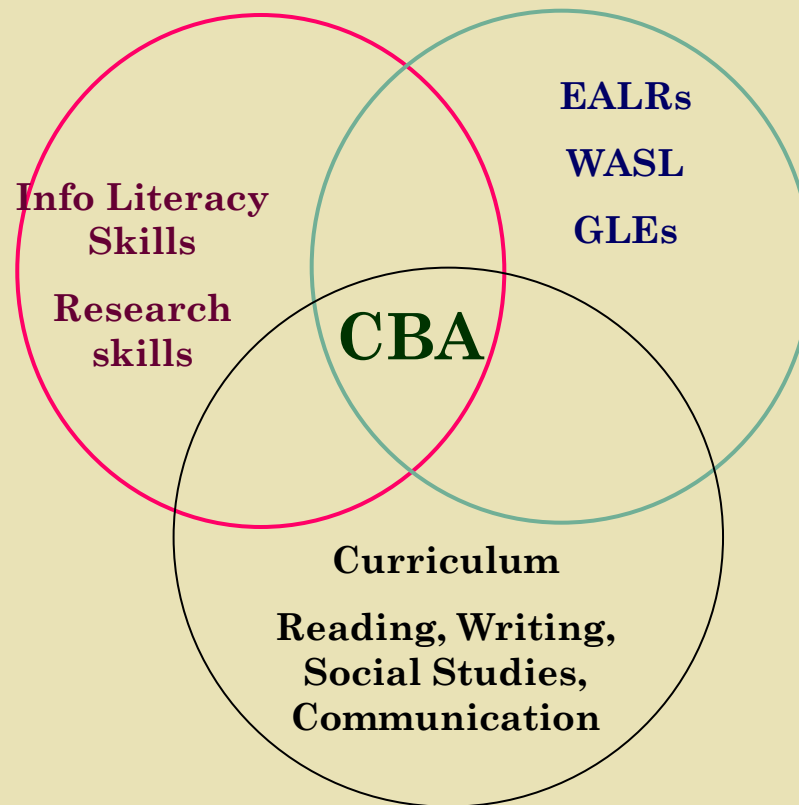 Info Literacy
Skills
Research
skills
EALRs
WASL
GLEs
CBA
Curriculum
Reading, Writing,
Social Studies,
Communication